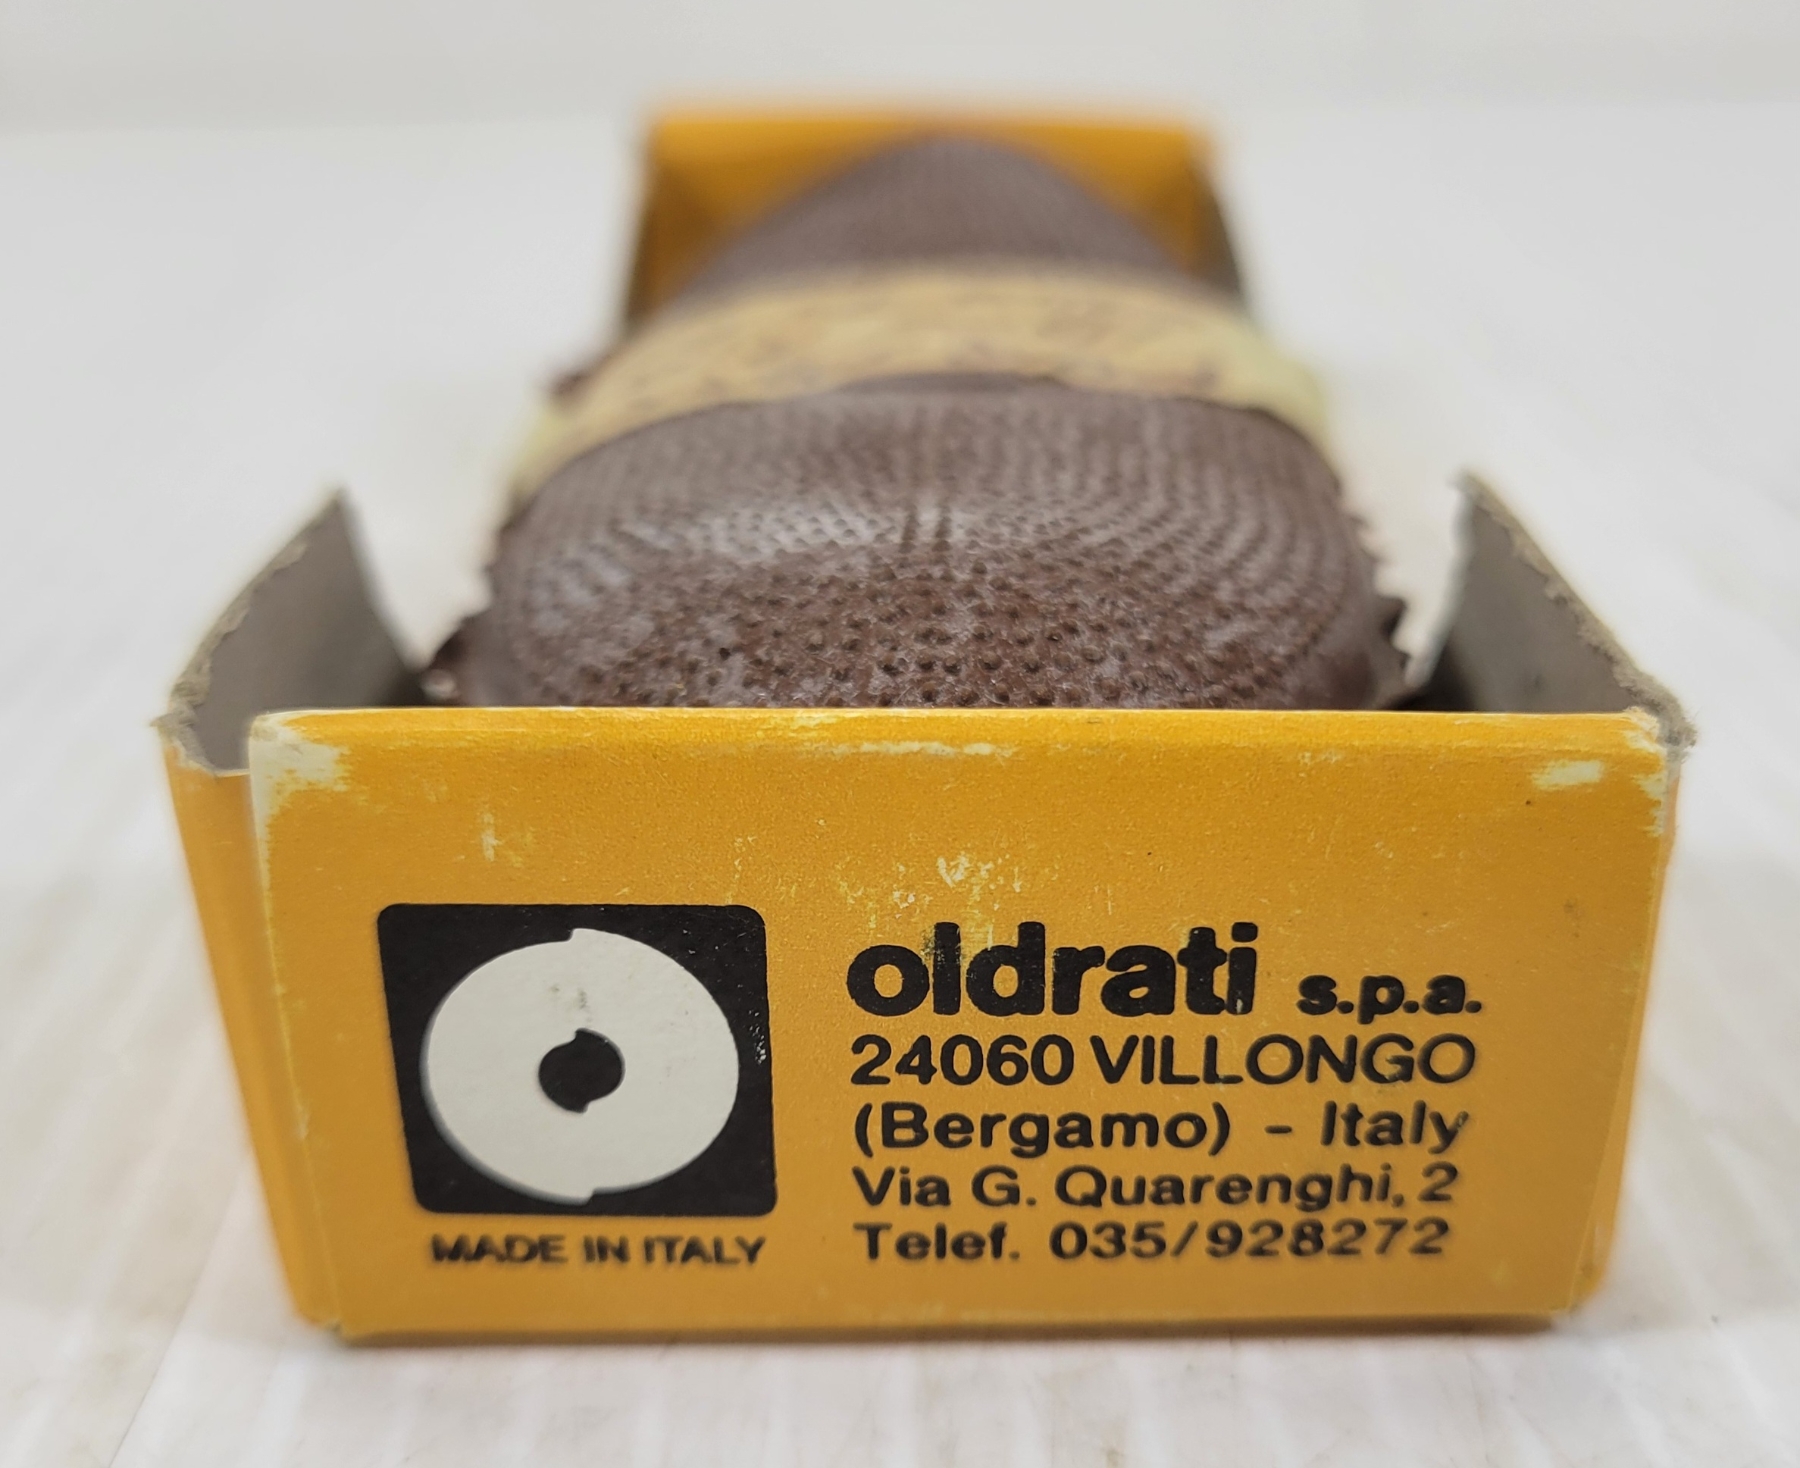 oldrati s.p.a.
24060 VILLONGO
(Bergamo) - Italy
Via G. Quarenghi, 2
Telef. 035/928272
MADE IN ITALY